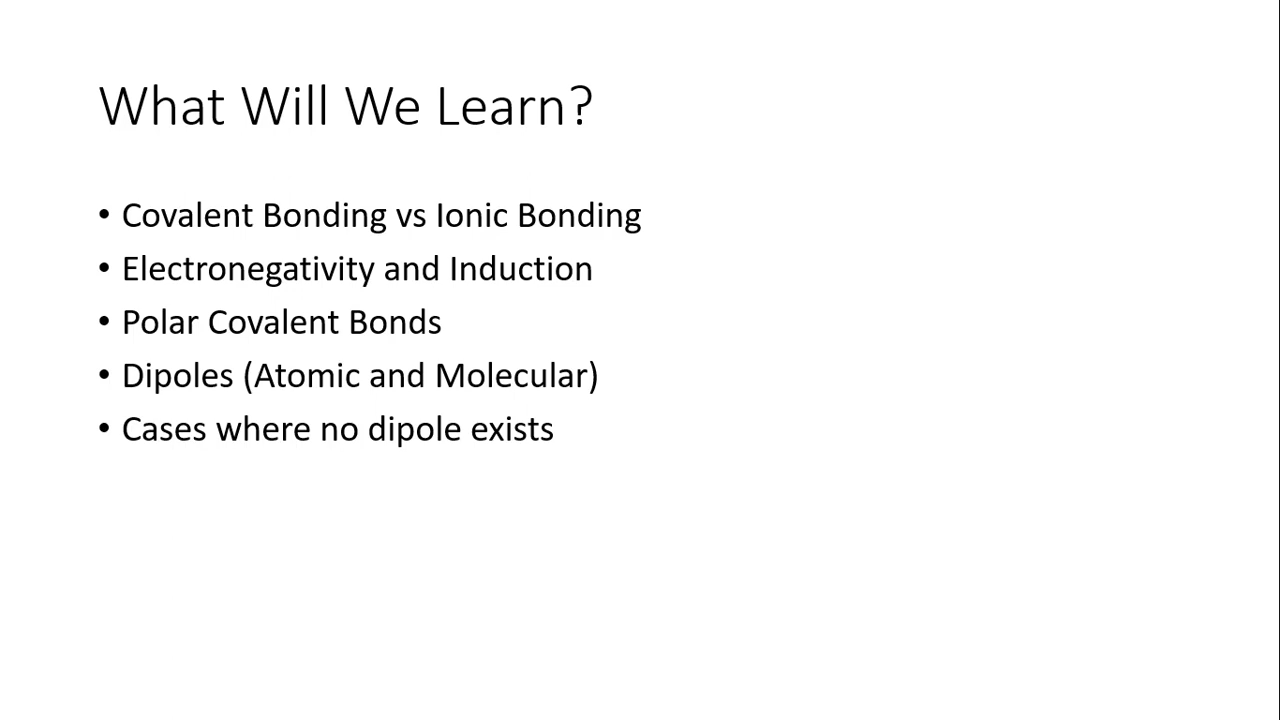 What Will We Learn?
• Covalent Bonding vs Ionic Bonding
• Electronegativity and Induction
• Polar Covalent Bonds
• Dipoles (Atomic and Molecular)
• Cases where no dipole exists